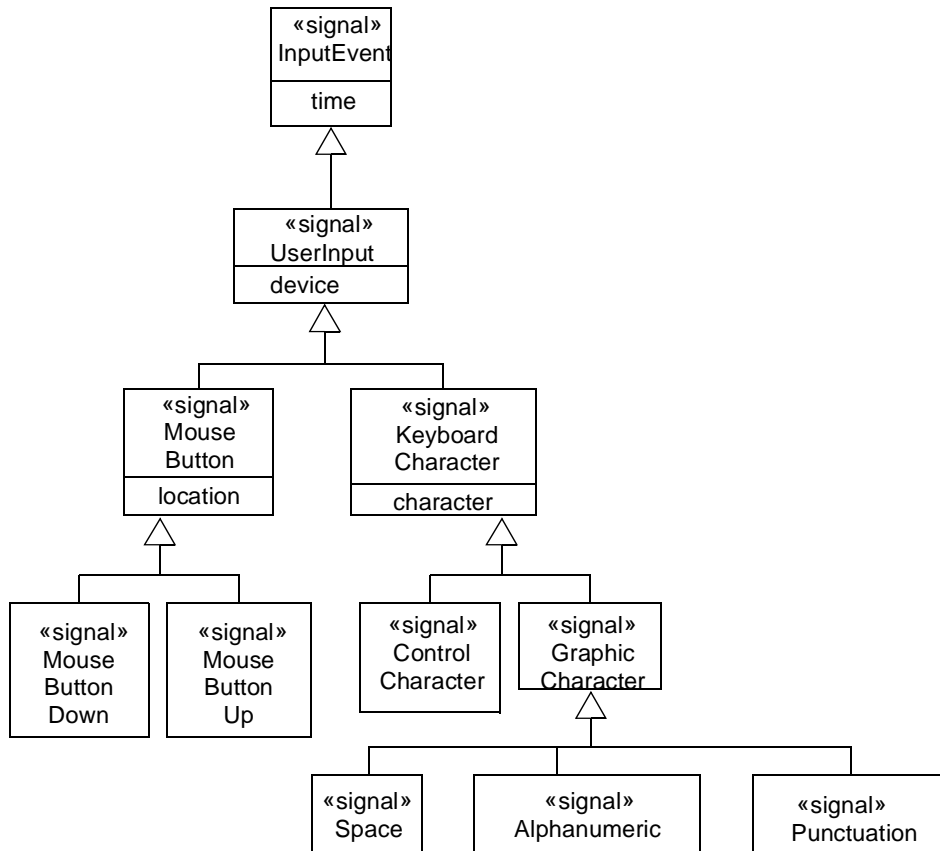 «signal»
InputEvent
time
«signal»
UserInput
device
«signal»
Mouse
Button
location
«signal»
Keyboard
Character
character
«signal»
Mouse
Button
Down
«signal»
Mouse
Button
Up
«signal»
Control
Character
«signal»
Graphic
Character
«signal»
Space
«signal»
Alphanumeric
«signal»
Punctuation